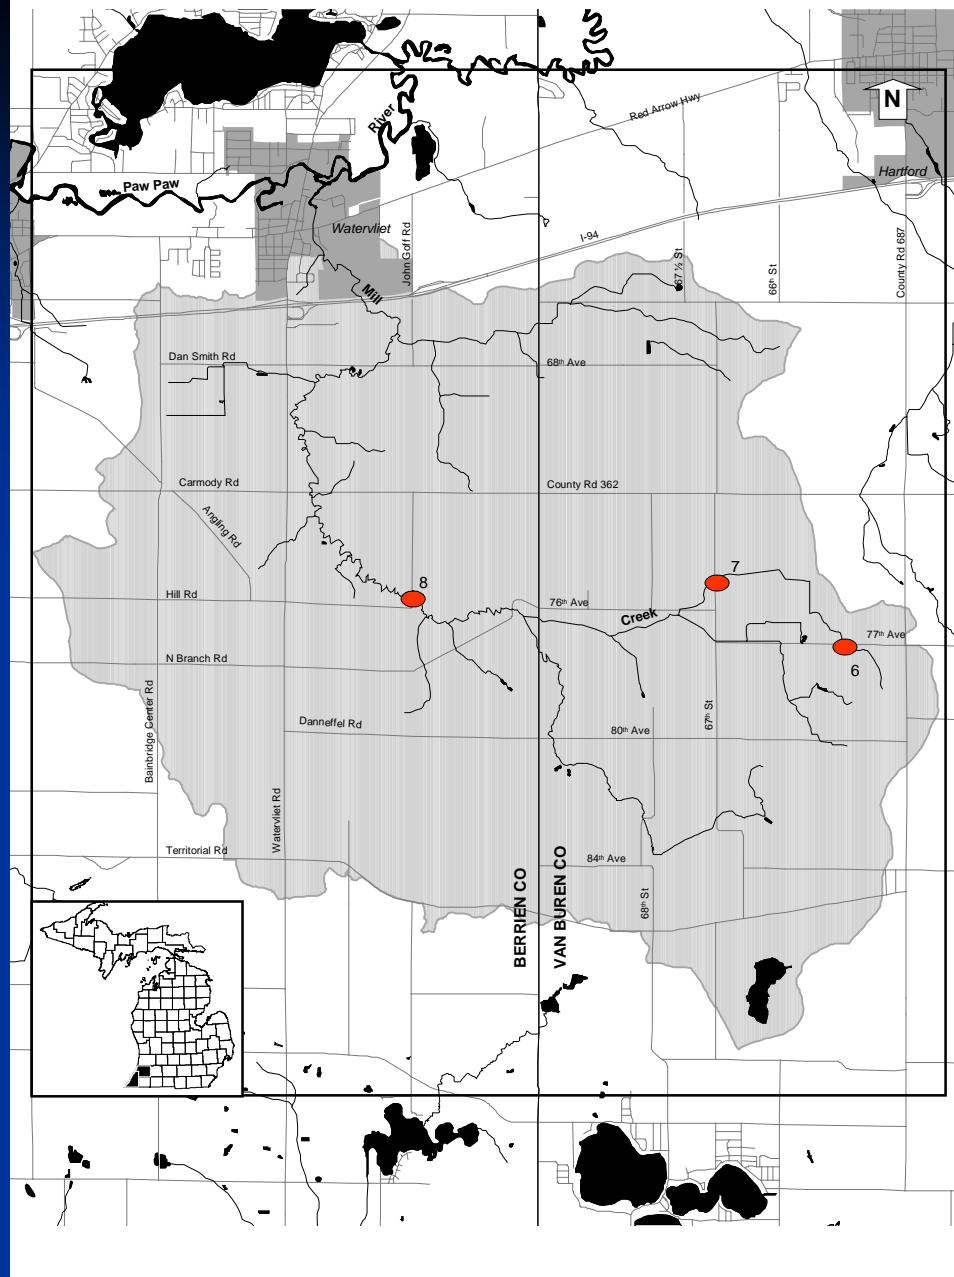 N
Red Arrow Hwy
River
Hartford
Paw Paw
Watervliet
John Goff Rd
I-94
67 ½ St
66th St
County Rd 687
Mill
Dan Smith Rd
68th Ave
Carmody Rd
County Rd 362
Angling Rd
7
8
Hill Rd
76th Ave
Creek
77th Ave
N Branch Rd
6
Bainbridge Center Rd
Danneffel Rd
67th St
80th Ave
Watervliet Rd
Territorial Rd
84th Ave
BERRIEN CO
VAN BUREN CO
68th St